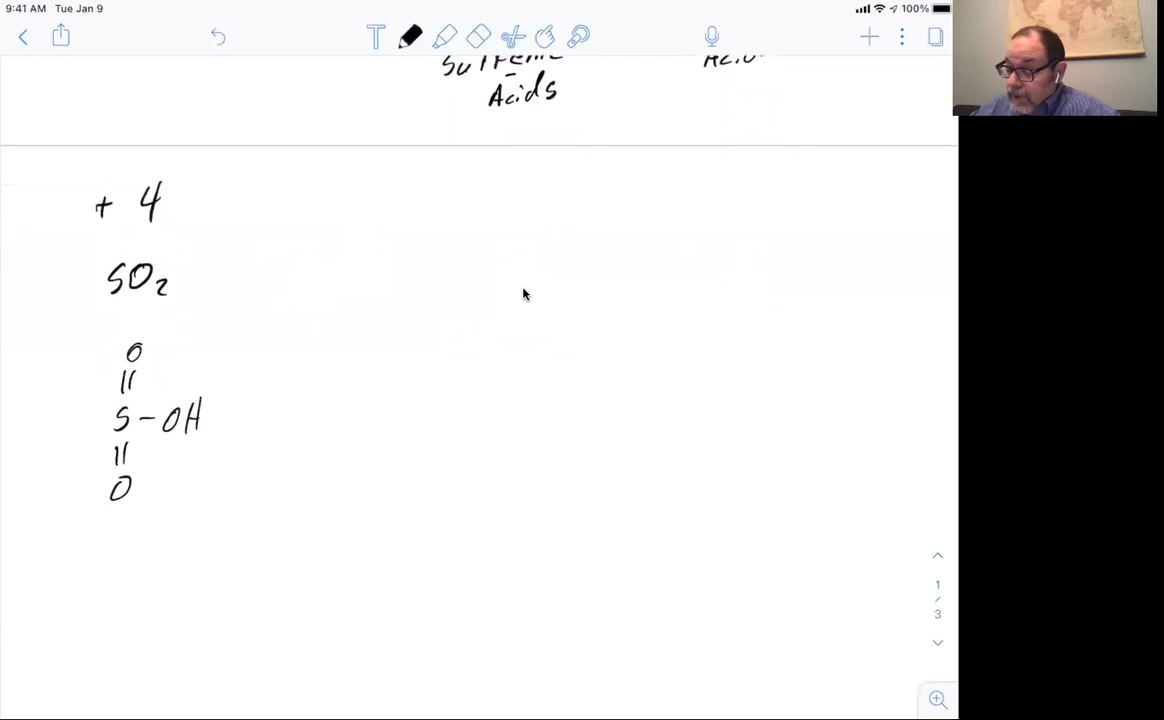 9:41 AM Tue Jan 9
100%
T
Acids
+ 4
SO₂
O
||
S - OH
||
O
1
/
3